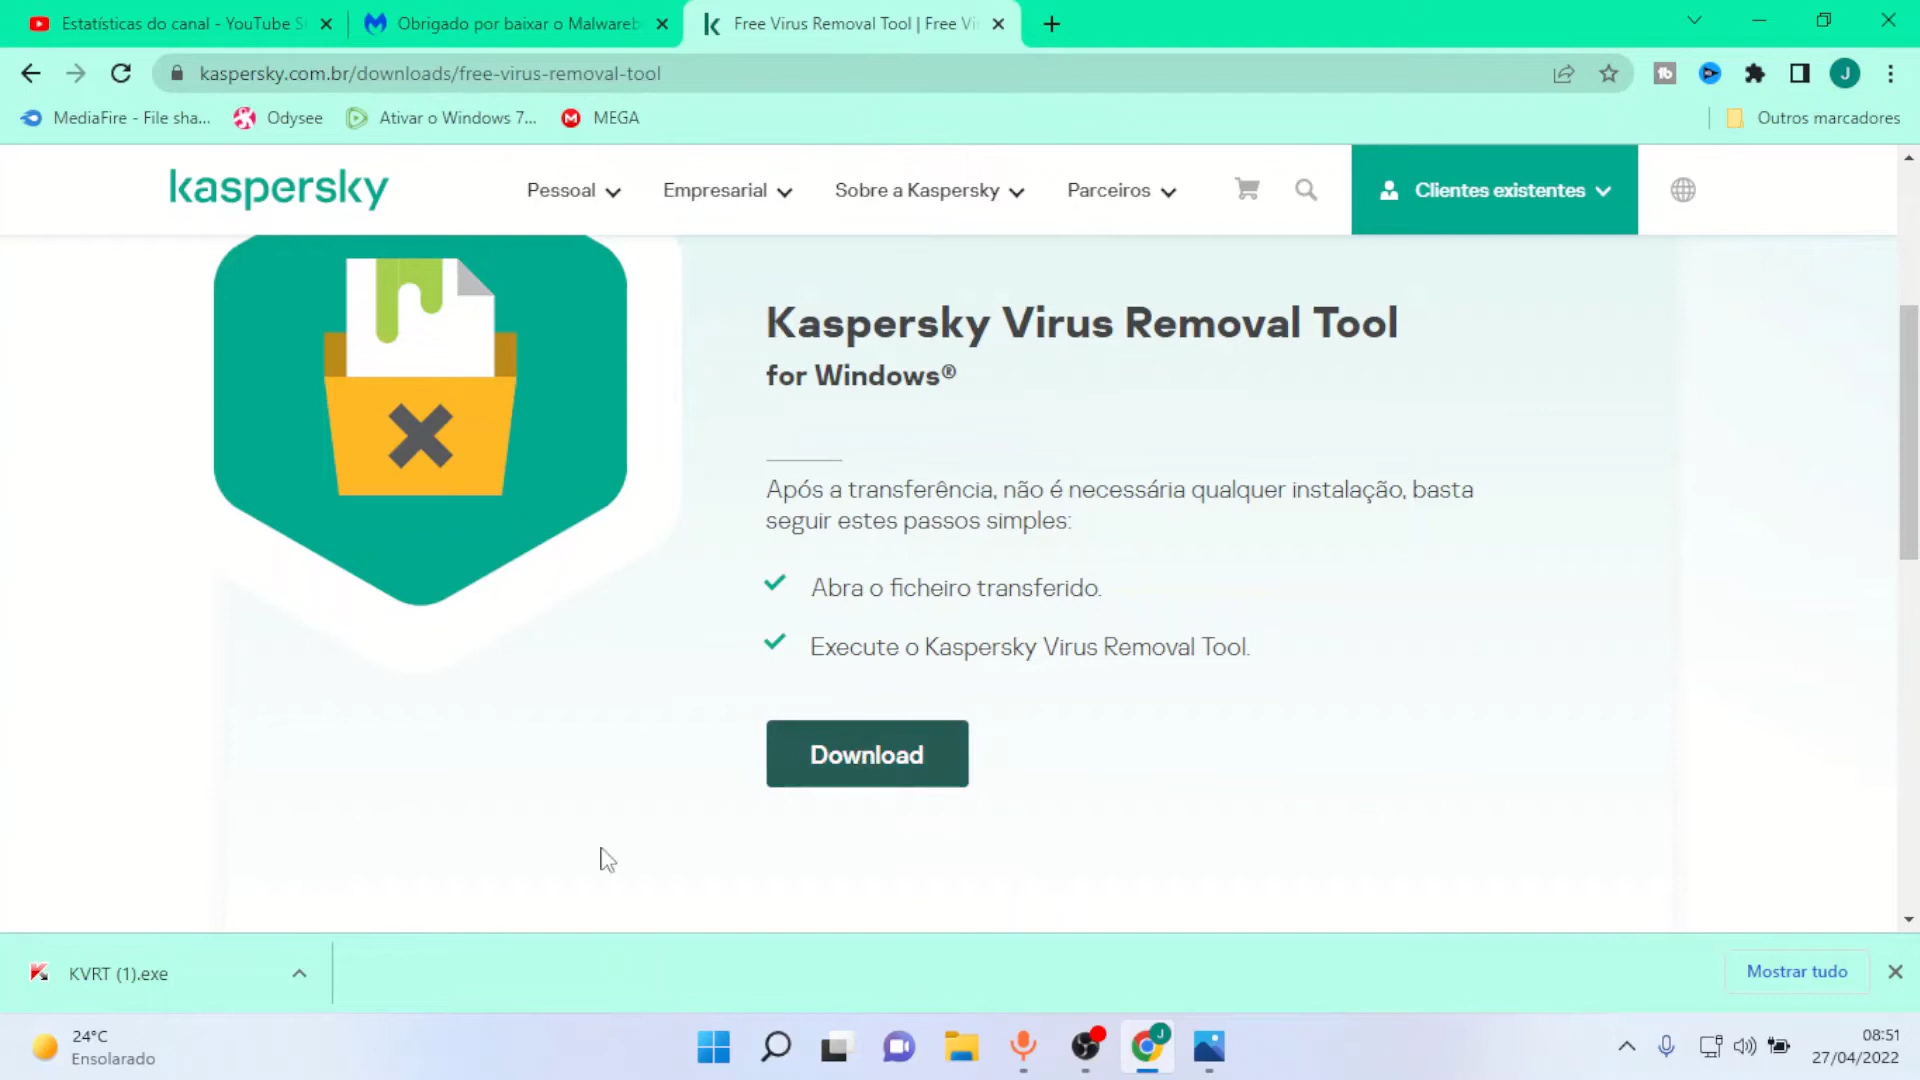 Estatísticas do canal - YouTube S
Obrigado por baixar o Malwareb
Free Virus Removal Tool | Free Vi
kaspersky.com.br/downloads/free-virus-removal-tool
J
MediaFire - File sha...
Odysee
Ativar o Windows 7...
MEGA
Outros marcadores
kaspersky
Pessoal
Empresarial
Sobre a Kaspersky
Parceiros
Clientes existentes
Kaspersky Virus Removal Tool
for Windows®
Após a transferência, não é necessária qualquer instalação, basta
seguir estes passos simples:
Abra o ficheiro transferido.
Execute o Kaspersky Virus Removal Tool.
Download
KVRT (1).exe
Mostrar tudo
24°C
Ensolarado
J
08:51
27/04/2022